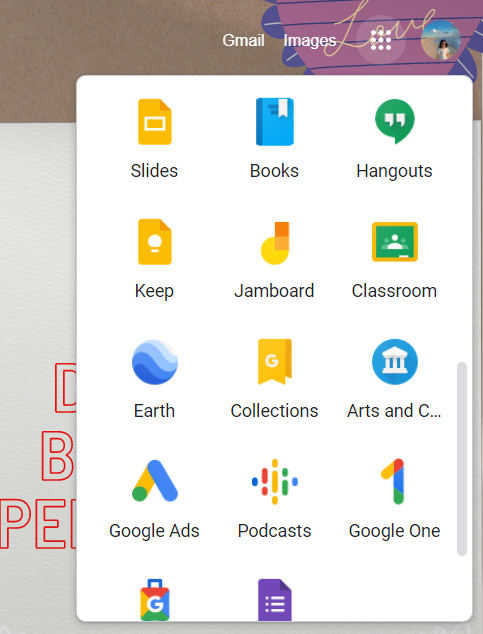 Love
Gmail Images
Slides Books Hangouts
Keep Jamboard Classroom
Earth Collections Arts and C...
Google Ads Podcasts Google One